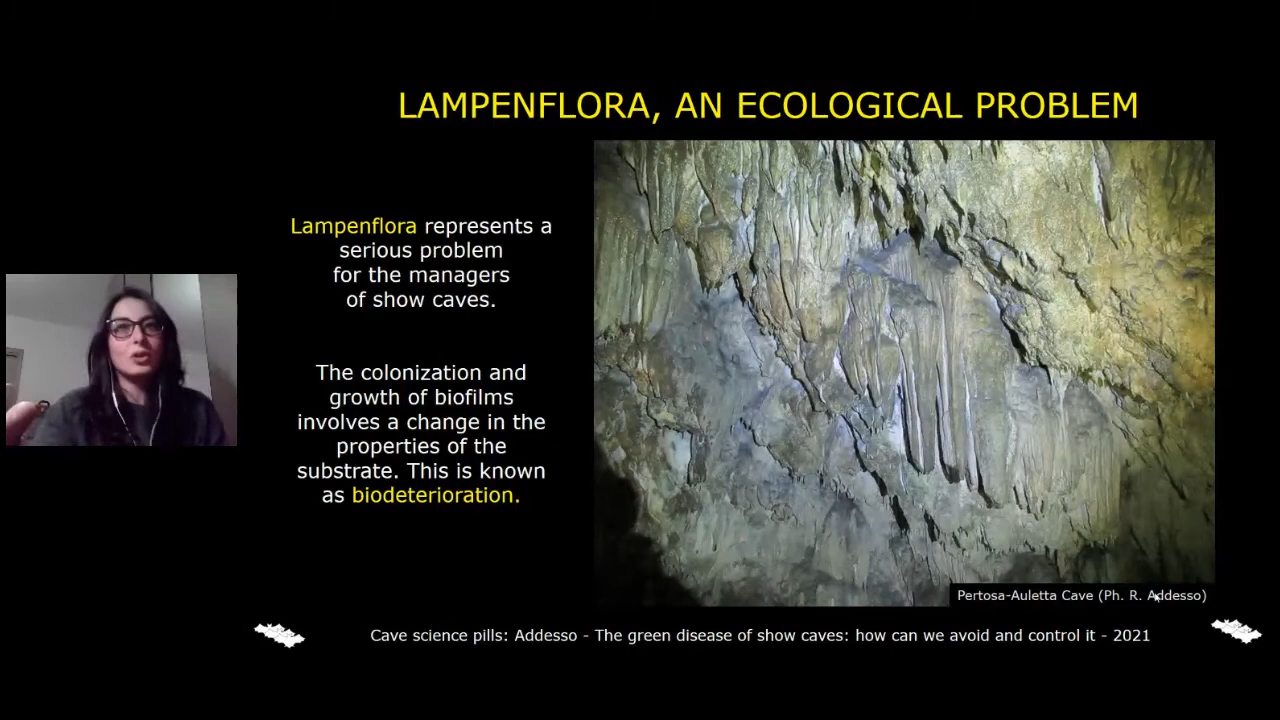 LAMPENFLORA, AN ECOLOGICAL PROBLEM
Lampenflora represents a
serious problem
for the managers
of show caves.
The colonization and
growth of biofilms
involves a change in the
properties of the
substrate. This is known
as biodeterioration.
Pertosa-Auletta Cave (Ph. R. Addesso)
Cave science pills: Addesso - The green disease of show caves: how can we avoid and control it - 2021